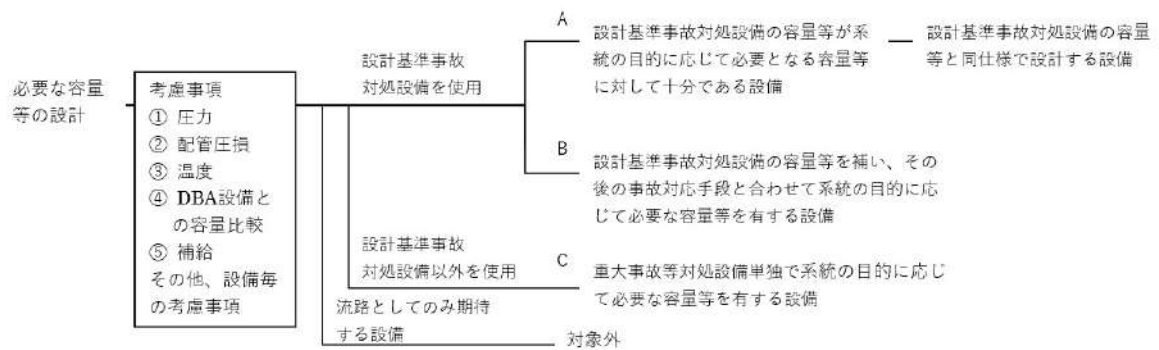 必要な容量
等の設計
考慮事項
① 圧力
② 配管圧損
③ 温度
④ DBA設備と
の容量比較
⑤ 補給
その他、設備毎
の考慮事項
設計基準事故
対処設備を使用
A
設計基準事故対処設備の容量等が系
統の目的に応じて必要となる容量等
に対して十分である設備
設計基準事故対処設備の容量
等と同仕様で設計する設備
B
設計基準事故対処設備の容量等を補い、その
後の事故対応手段と合わせて系統の目的に応
じて必要な容量等を有する設備
設計基準事故
対処設備以外を使用
C
重大事故等対処設備単独で系統の目的に応じ
て必要な容量等を有する設備
流路としてのみ期待
する設備
対象外